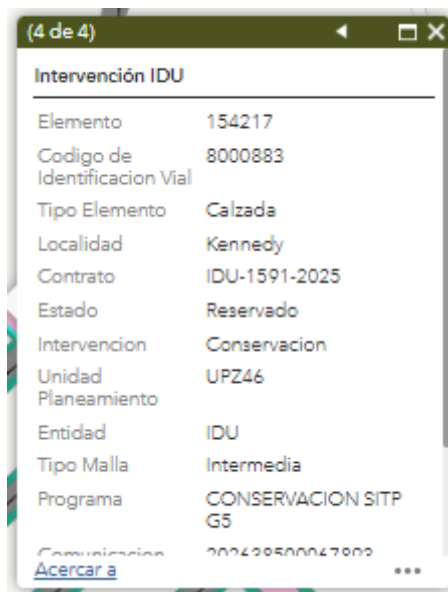 (4 de 4)
Intervención IDU
Elemento 154217
Codigo de Identificacion Vial 8000883
Tipo Elemento Calzada
Localidad Kennedy
Contrato IDU-1591-2025
Estado Reservado
Intervencion Conservacion
Unidad Planeamiento UPZ46
Entidad IDU
Tipo Malla Intermedia
Programa CONSERVACION SITP G5
Comunicacion 202638500067893
Acercar a